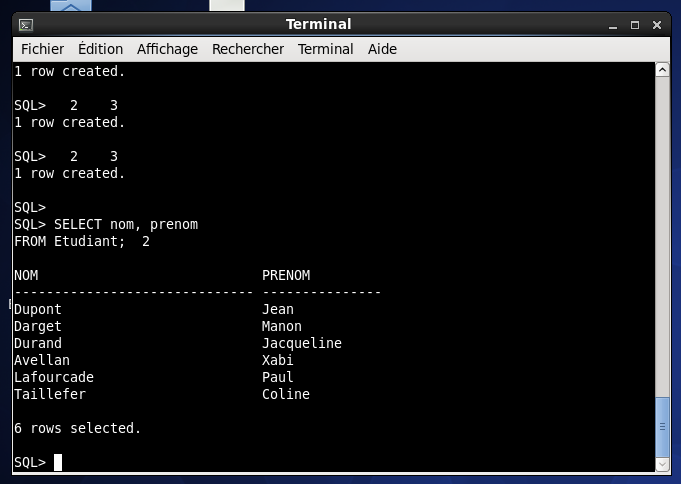 Terminal
Fichier Édition Affichage Rechercher Terminal Aide
1 row created.
SQL>   2    3
1 row created.
SQL>   2    3
1 row created.
SQL>
SQL> SELECT nom, prenom
FROM Etudiant;  2
NOM                            PRENOM
------------------------------ ---------------
Dupont                         Jean
Darget                         Manon
Durand                         Jacqueline
Avellan                        Xabi
Lafourcade                     Paul
Taillefer                      Coline
6 rows selected.
SQL>